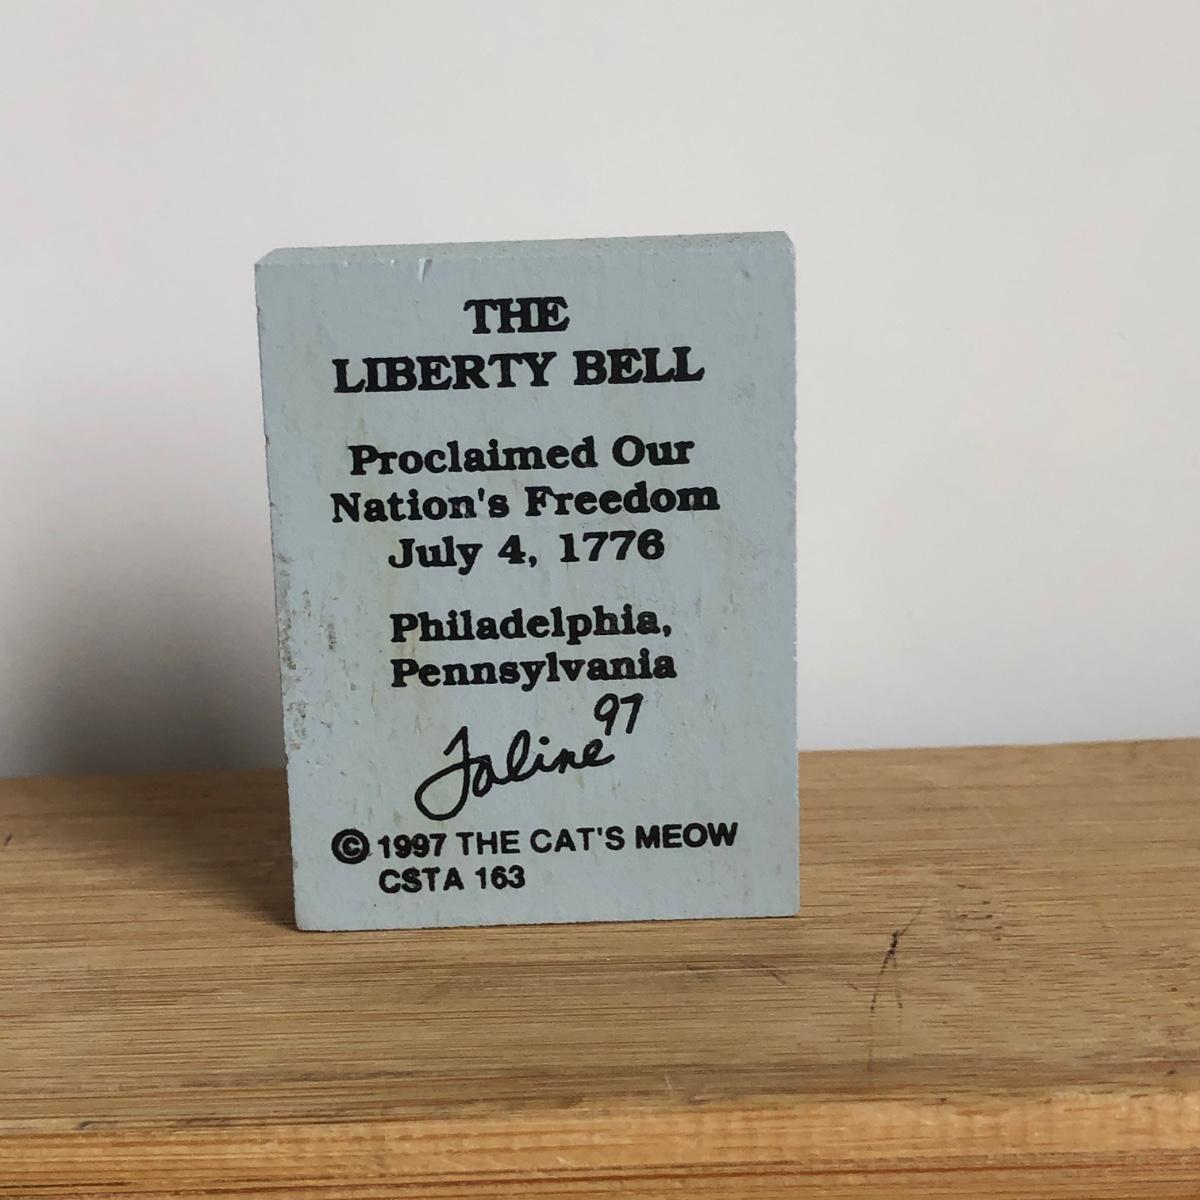 THE
LIBERTY BELL
Proclaimed Our
Nation's Freedom
July 4, 1776
Philadelphia,
Pennsylvania
Faline 97
© 1997 THE CAT'S MEOW
CSTA 163